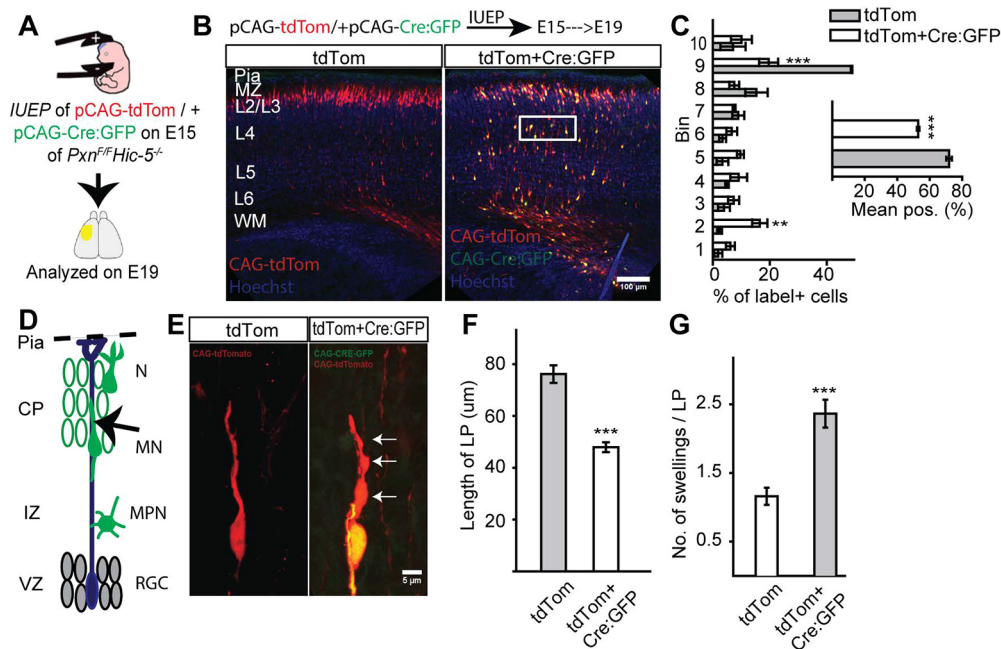 A
IUEP of pCAG-tdTom / +
pCAG-Cre:GFP on E15
of PxnF/FHic-5-/-
Analyzed on E19
B
pCAG-tdTom/+pCAG-Cre:GFP IUEP E15--->E19
tdTom
tdTom+Cre:GFP
Pia
MZ
L2/L3
L4
L5
L6
WM
CAG-tdTom
Hoechst
CAG-tdTom
CAG-Cre:GFP
Hoechst
100 µm
C
tdTom
tdTom+Cre:GFP
Bin
10
9
8
7
6
5
4
3
2
1
***
**
0 20 40
% of label+ cells
***
0 20 40 60 80
Mean pos. (%)
D
Pia
CP
IZ
VZ
N
MN
MPN
RGC
E
tdTom
tdTom+Cre:GFP
CAG-tdTomato
CAG-CRE-GFP
CAG-tdTomato
5 µm
F
Length of LP (um)
80
60
40
20
***
tdTom
tdTom+
Cre:GFP
G
No. of swellings / LP
2.5
1.5
0.5
***
tdTom
tdTom+
Cre:GFP